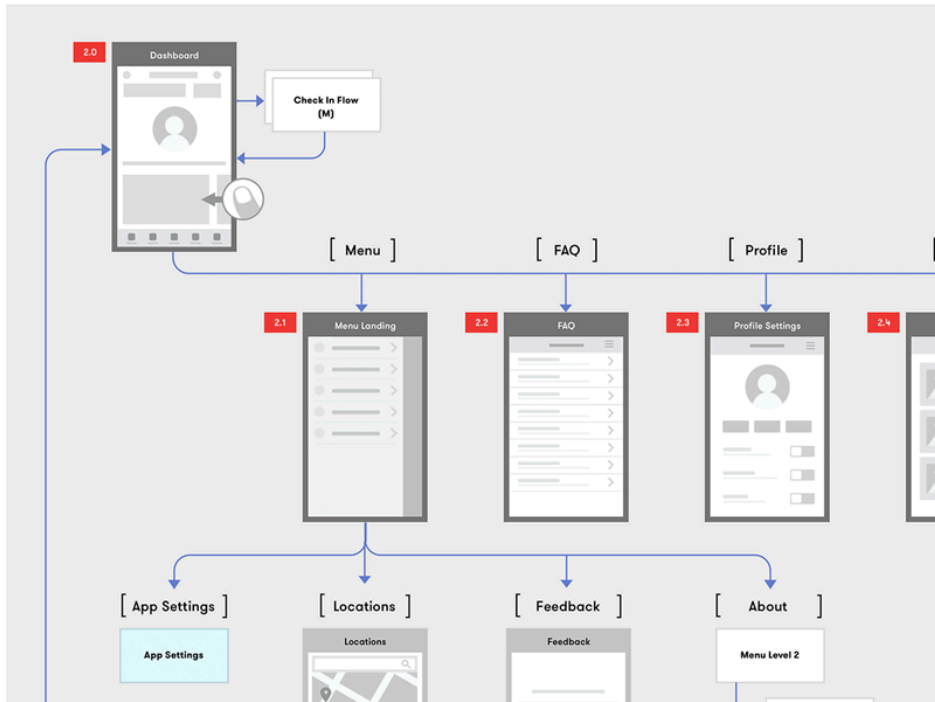 2.0
Dashboard
Check In Flow
(M)
[ Menu ]
[ FAQ ]
[ Profile ]
[
2.1
Menu Landing
2.2
FAQ
2.3
Profile Settings
2.4
[ App Settings ]
[ Locations ]
[ Feedback ]
[ About ]
App Settings
Locations
Feedback
Menu Level 2